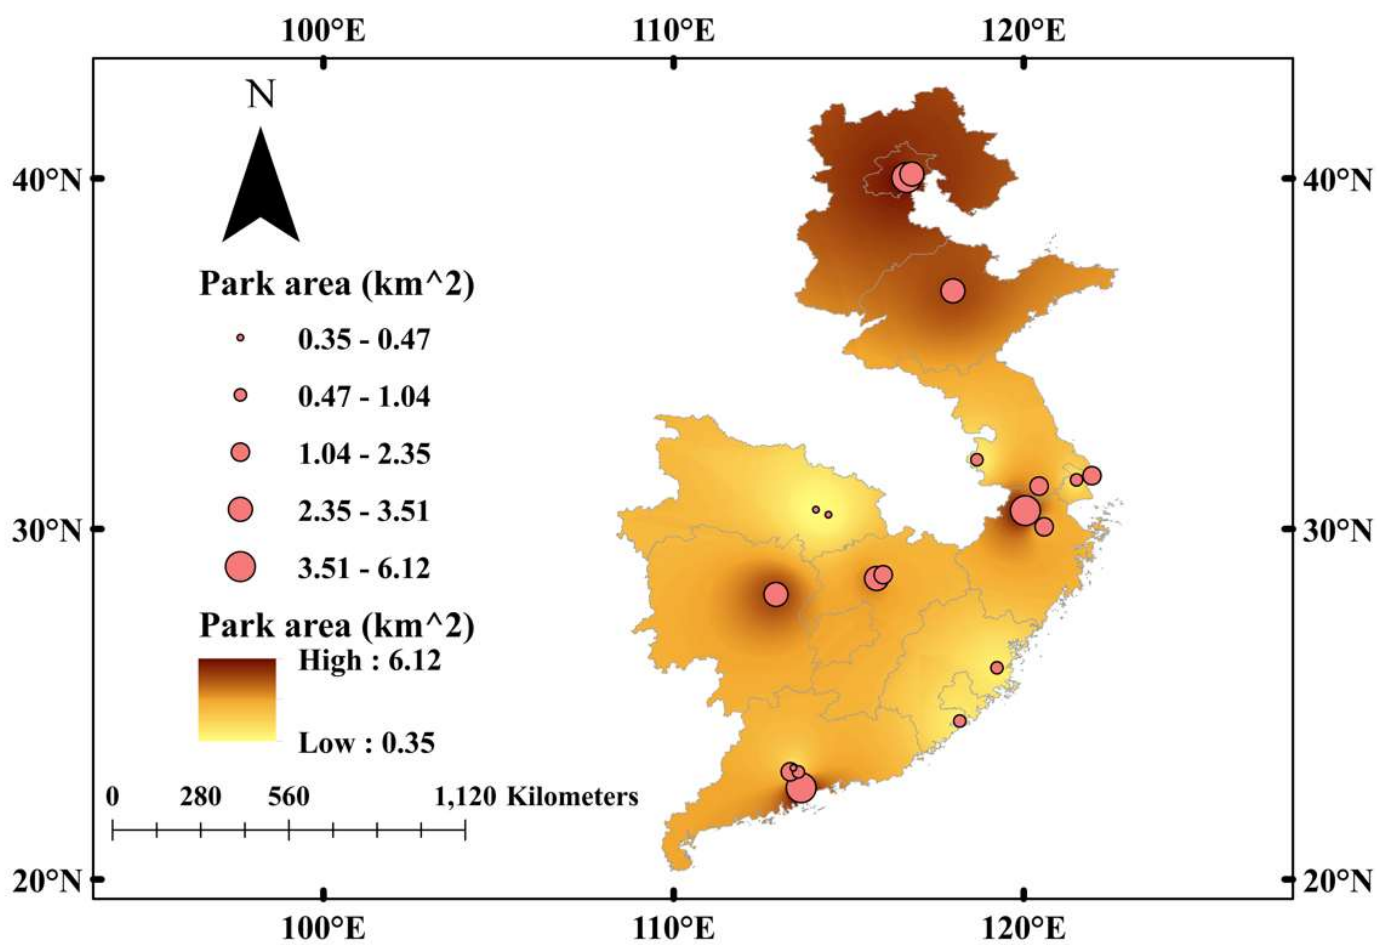 100°E 110°E 120°E
N
40°N 40°N
Park area (km^2)
0.35 - 0.47
0.47 - 1.04
1.04 - 2.35
2.35 - 3.51
3.51 - 6.12
30°N 30°N
Park area (km^2)
High : 6.12
Low : 0.35
0 280 560 1,120 Kilometers
20°N 20°N
100°E 110°E 120°E